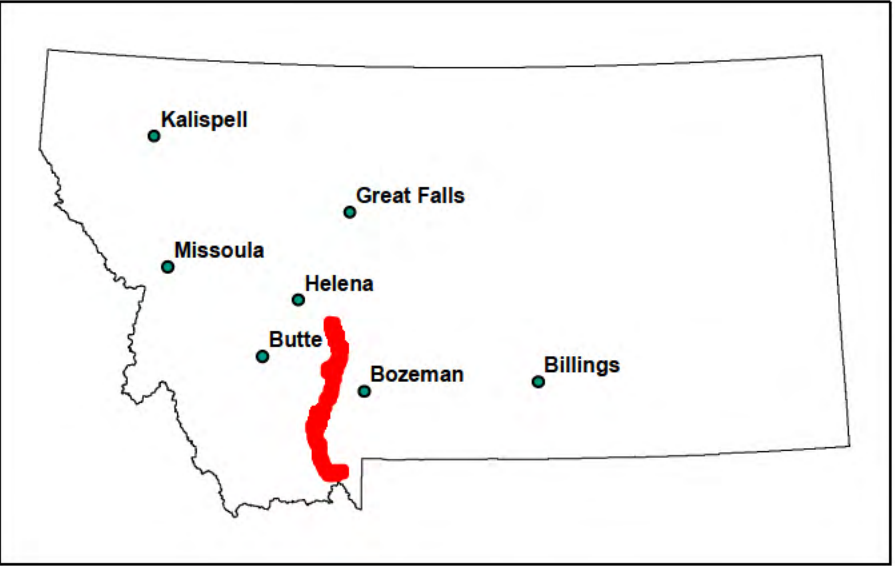 Kalispell
Great Falls
Missoula
Helena
Butte
Billings
Bozeman